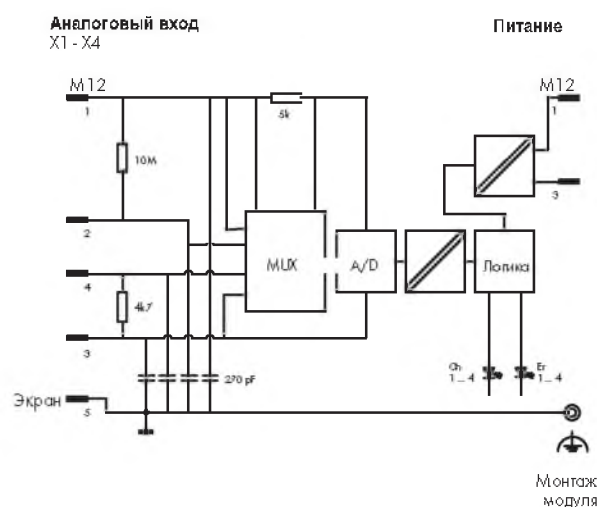 Аналоговый вход
X1 - X4
Питание
M12
M12
1
5k
1
10M
3
2
MUX
A/D
Логика
4
4k7
3
Ch
1 ... 4
Er
1 ... 4
270 pF
Экран
5
Монтаж
модуля